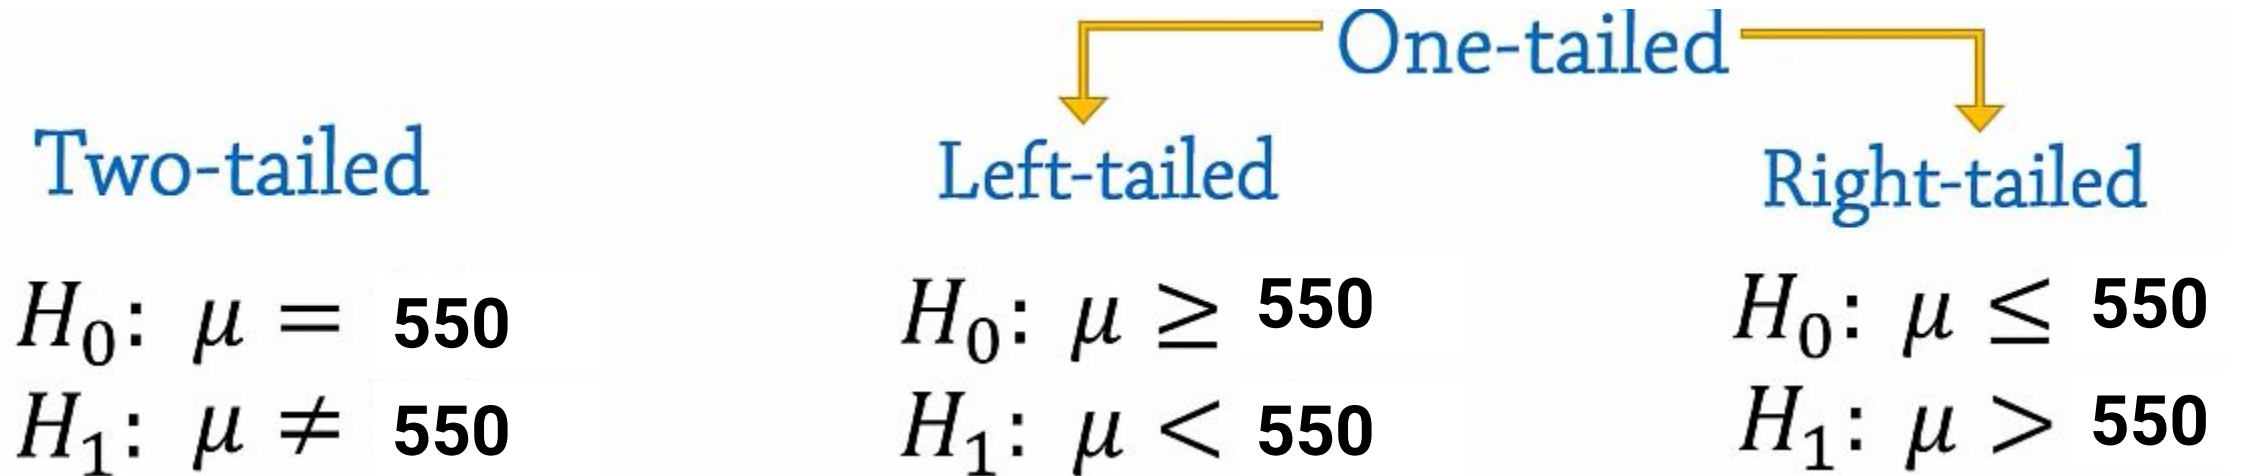 One-tailed
Two-tailed
Left-tailed
Right-tailed
H₀: μ = 550
H₁: μ ≠ 550
H₀: μ ≥ 550
H₁: μ < 550
H₀: μ ≤ 550
H₁: μ > 550